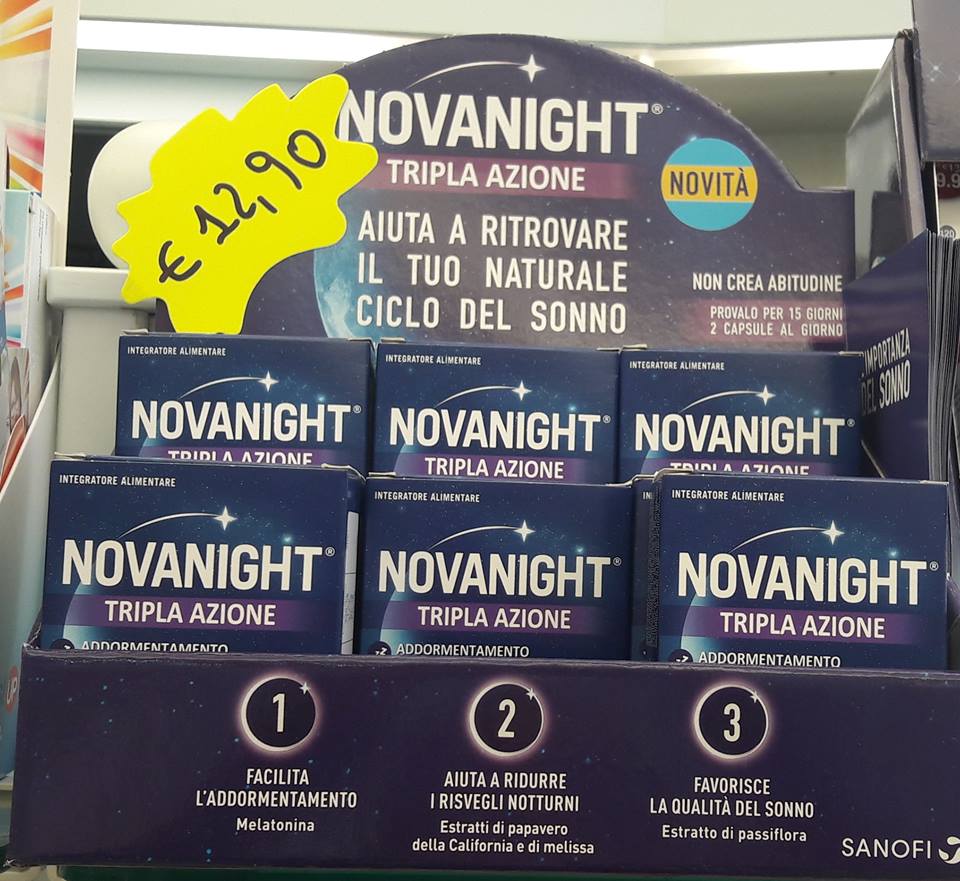 NOVANIGHT®
TRIPLA AZIONE
NOVITÀ
€ 12,90
AIUTA A RITROVARE
IL TUO NATURALE
CICLO DEL SONNO
NON CREA ABITUDINE
PROVALO PER 15 GIORNI
2 CAPSULE AL GIORNO
IMPORTANZA
DEL SONNO
INTEGRATORE ALIMENTARE
NOVANIGHT®
TRIPLA AZIONE
INTEGRATORE ALIMENTARE
NOVANIGHT®
TRIPLA AZIONE
INTEGRATORE ALIMENTARE
NOVANIGHT®
TRIPLA AZIONE
INTEGRATORE ALIMENTARE
NOVANIGHT®
TRIPLA AZIONE
ADDORMENTAMENTO
INTEGRATORE ALIMENTARE
NOVANIGHT®
TRIPLA AZIONE
ADDORMENTAMENTO
INTEGRATORE ALIMENTARE
NOVANIGHT®
TRIPLA AZIONE
ADDORMENTAMENTO
1
FACILITA
L'ADDORMENTAMENTO
Melatonina
2
AIUTA A RIDURRE
I RISVEGLI NOTTURNI
Estratti di papavero
della California e di melissa
3
FAVORISCE
LA QUALITÀ DEL SONNO
Estratto di passiflora
SANOFI